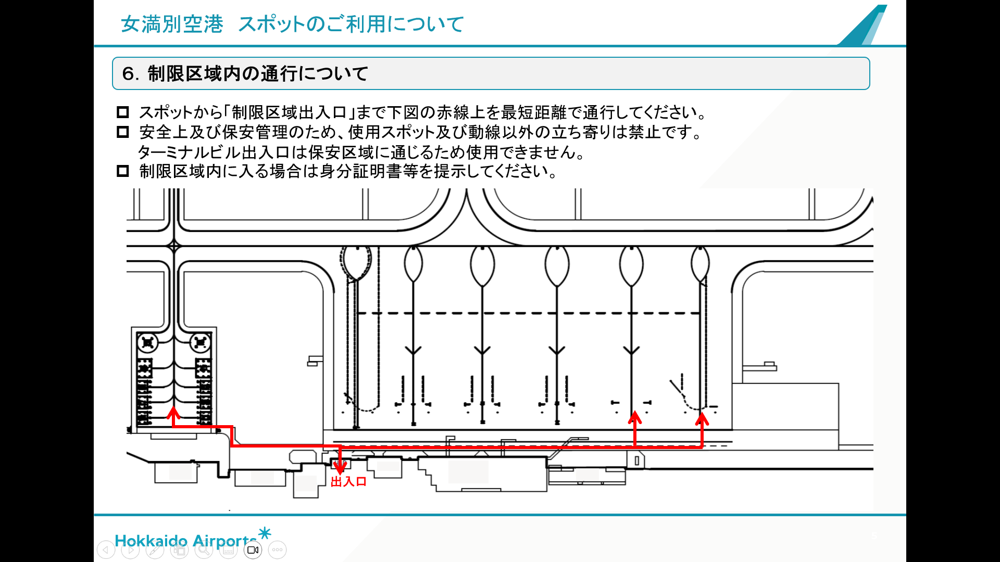 女満別空港　スポットのご利用について
６．制限区域内の通行について
スポットから「制限区域出入口」まで下図の赤線上を最短距離で通行してください。
安全上及び保安管理のため、使用スポット及び動線以外の立ち寄りは禁止です。
ターミナルビル出入口は保安区域に通じるため使用できません。
制限区域内に入る場合は身分証明書等を提示してください。
出入口
Hokkaido Airports